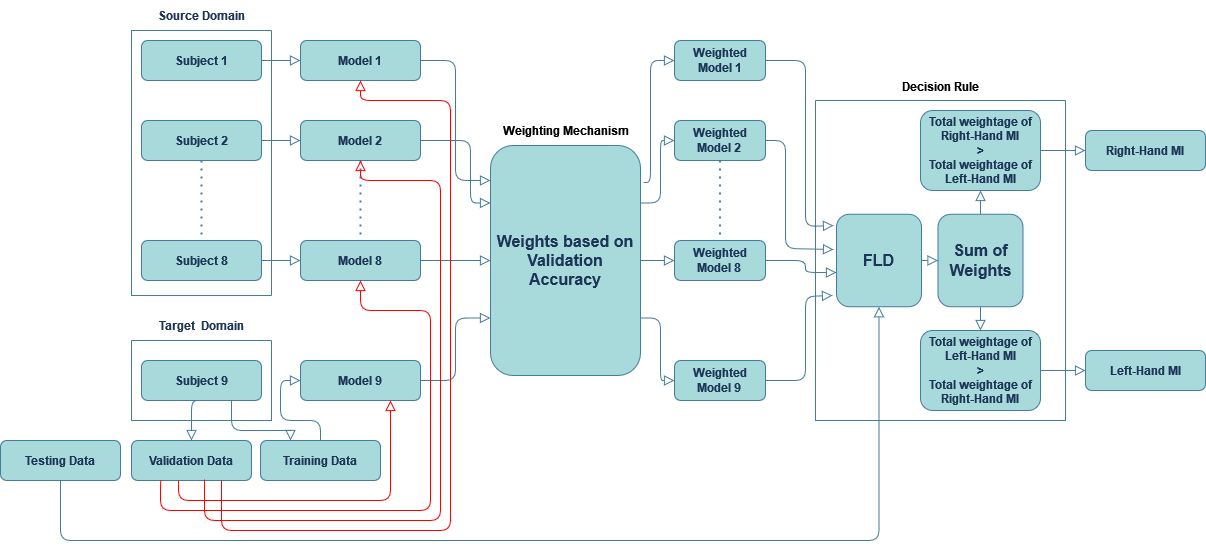 Source Domain
Subject 1
Model 1
Weighted
Model 1
Decision Rule
Subject 2
Model 2
Weighting Mechanism
Weighted
Model 2
Total weightage of
Right-Hand MI
>
Total weightage of
Left-Hand MI
Right-Hand MI
Subject 8
Model 8
Weights based on
Validation
Accuracy
Weighted
Model 8
FLD
Sum of
Weights
Target Domain
Subject 9
Model 9
Weighted
Model 9
Total weightage of
Left-Hand MI
>
Total weightage of
Right-Hand MI
Left-Hand MI
Testing Data
Validation Data
Training Data